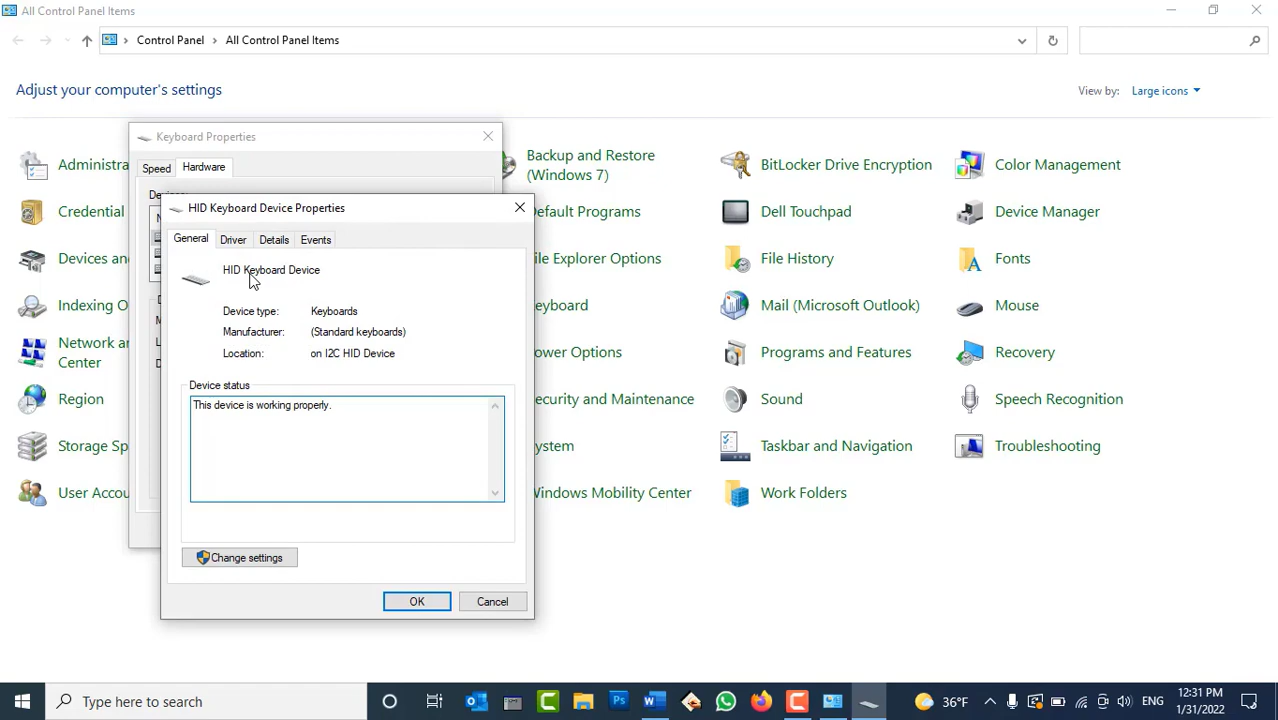 All Control Panel Items
Control Panel
All Control Panel Items
Adjust your computer's settings
View by:
Large icons
Keyboard Properties
Speed
Hardware
HID Keyboard Device Properties
General
Driver
Details
Events
HID Keyboard Device
Device type:
Keyboards
Manufacturer:
(Standard keyboards)
Location:
on I2C HID Device
Device status
This device is working properly.
Change settings
OK
Cancel
Administra
Backup and Restore
(Windows 7)
BitLocker Drive Encryption
Color Management
Credential
Default Programs
Dell Touchpad
Device Manager
Devices an
File Explorer Options
File History
Fonts
Indexing O
Keyboard
Mail (Microsoft Outlook)
Mouse
Network a
Center
ower Options
Programs and Features
Recovery
Region
ecurity and Maintenance
Sound
Speech Recognition
Storage Sp
ystem
Taskbar and Navigation
Troubleshooting
User Accou
Windows Mobility Center
Work Folders
Type here to search
36°F
ENG
12:31 PM
1/31/2022